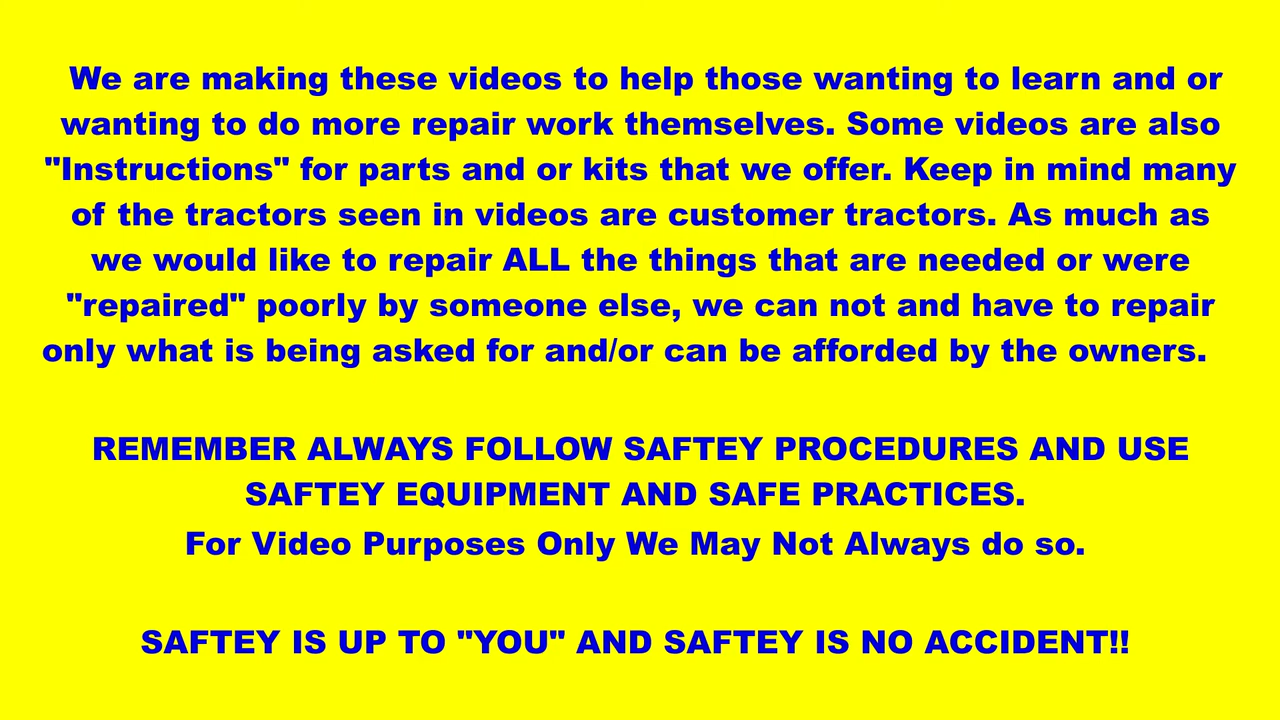 We are making these videos to help those wanting to learn and or
wanting to do more repair work themselves. Some videos are also
"Instructions" for parts and or kits that we offer. Keep in mind many
of the tractors seen in videos are customer tractors. As much as
we would like to repair ALL the things that are needed or were
"repaired" poorly by someone else, we can not and have to repair
only what is being asked for and/or can be afforded by the owners.
REMEMBER ALWAYS FOLLOW SAFTEY PROCEDURES AND USE
SAFTEY EQUIPMENT AND SAFE PRACTICES.
For Video Purposes Only We May Not Always do so.
SAFTEY IS UP TO "YOU" AND SAFTEY IS NO ACCIDENT!!